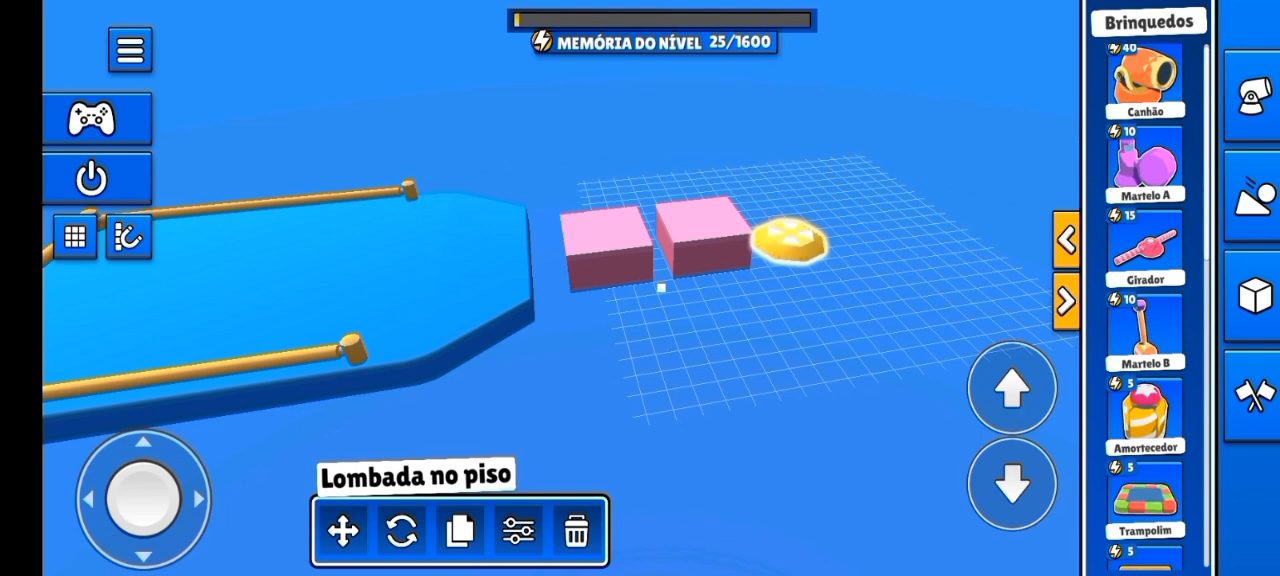 MEMÓRIA DO NÍVEL 25/1600
Brinquedos
40
Canhão
10
Martelo A
15
Girador
10
Martelo B
5
Amortecedor
5
Trampolim
5
Lombada no piso